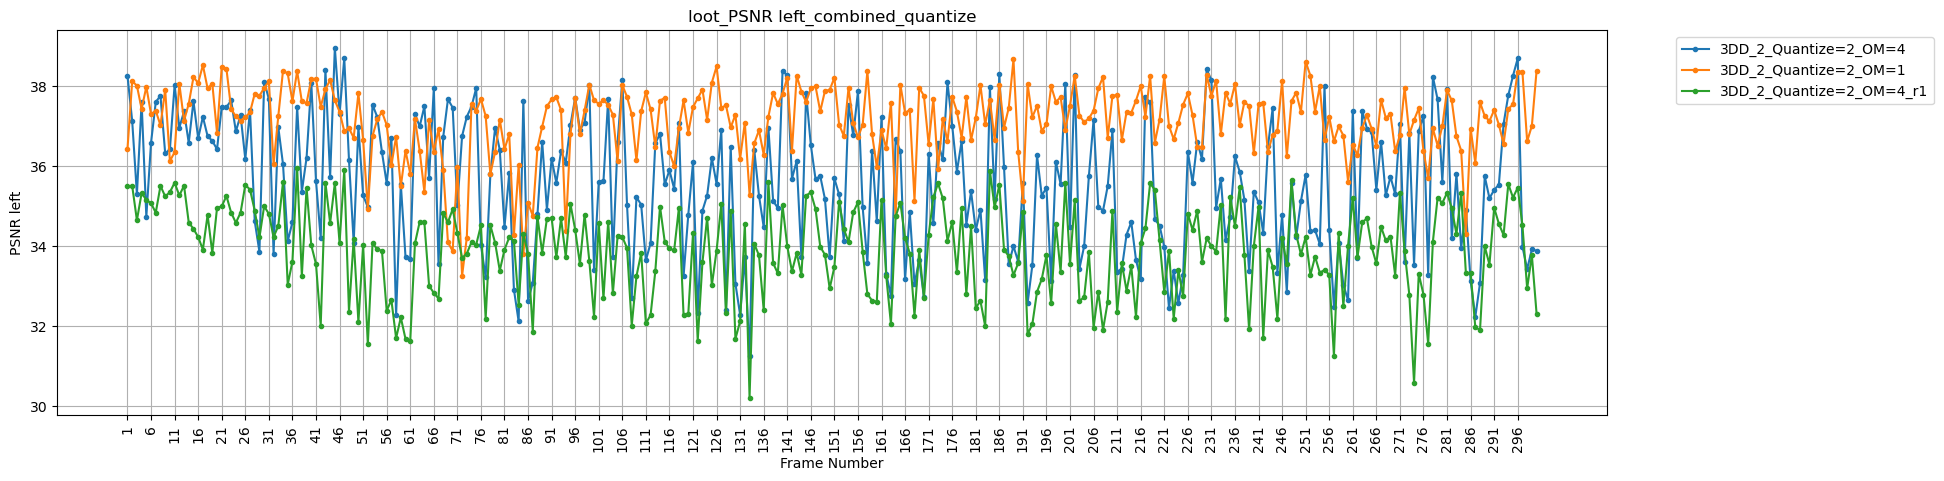 loot_PSNR left_combined_quantize
3DD_2_Quantize=2_OM=4
3DD_2_Quantize=2_OM=1
3DD_2_Quantize=2_OM=4_r1
PSNR left
38
36
34
32
30
1 6 11 16 21 26 31 36 41 46 51 56 61 66 71 76 81 86 91 96 101 106 111 116 121 126 131 136 141 146 151 156 161 166 171 176 181 186 191 196 201 206 211 216 221 226 231 236 241 246 251 256 261 266 271 276 281 286 291 296
Frame Number